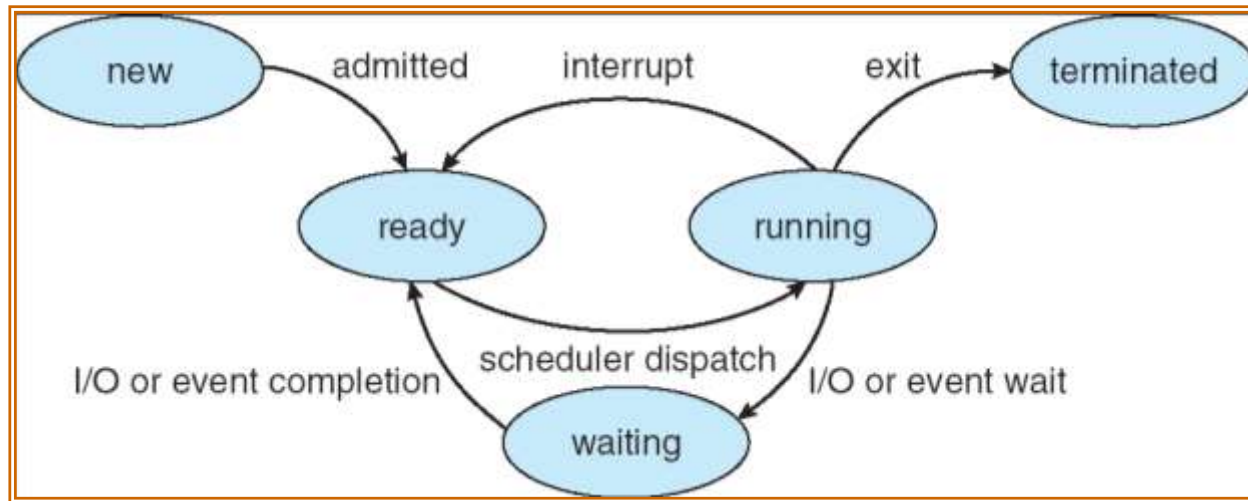 new
admitted
interrupt
exit
terminated
ready
running
scheduler dispatch
I/O or event completion
I/O or event wait
waiting